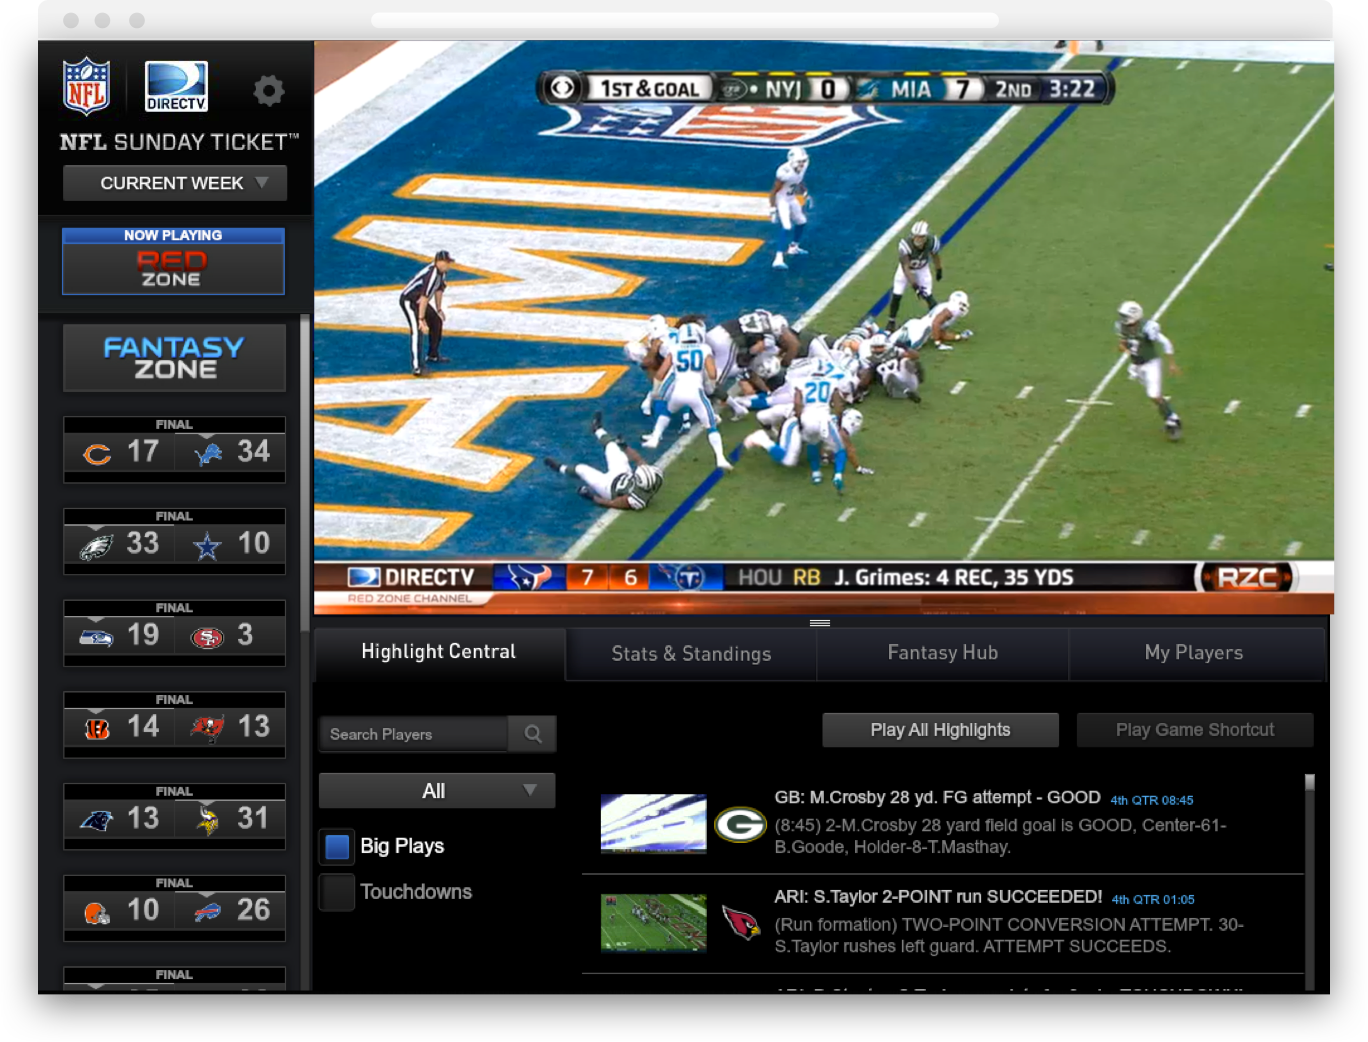 NFL
DIRECTV
NFL SUNDAY TICKET™
CURRENT WEEK
NOW PLAYING
RED
ZONE
FANTASY
ZONE
FINAL
17 34
FINAL
33 10
FINAL
19 3
FINAL
14 13
FINAL
13 31
FINAL
10 26
FINAL
1ST & GOAL NYJ 0 MIA 7 2ND 3:22
AMI
50
20
DIRECTV 7 6 HOU RB J. Grimes: 4 REC, 35 YDS RZC
RED ZONE CHANNEL
Highlight Central Stats & Standings Fantasy Hub My Players
Search Players
Play All Highlights Play Game Shortcut
All
Big Plays
Touchdowns
GB: M.Crosby 28 yd. FG attempt - GOOD 4th QTR 08:45
(8:45) 2-M.Crosby 28 yard field goal is GOOD, Center-61-
B.Goode, Holder-8-T.Masthay.
ARI: S.Taylor 2-POINT run SUCCEEDED! 4th QTR 01:05
(Run formation) TWO-POINT CONVERSION ATTEMPT. 30-
S.Taylor rushes left guard. ATTEMPT SUCCEEDS.